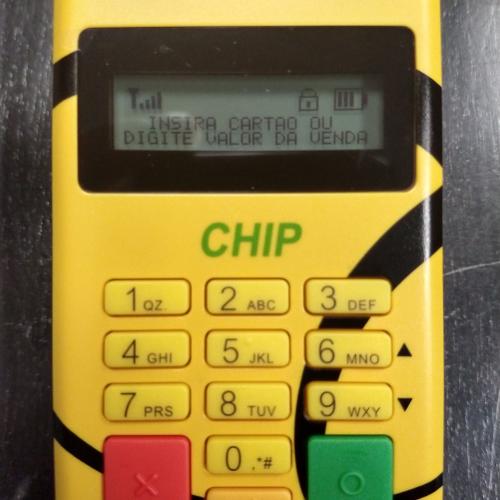 INSIRA CARTAO OU
DIGITE VALOR DA VENDA
CHIP
1 QZ. 2 ABC 3 DEF
4 GHI 5 JKL 6 MNO
7 PRS 8 TUV 9 WXY
0 ,*#
X O